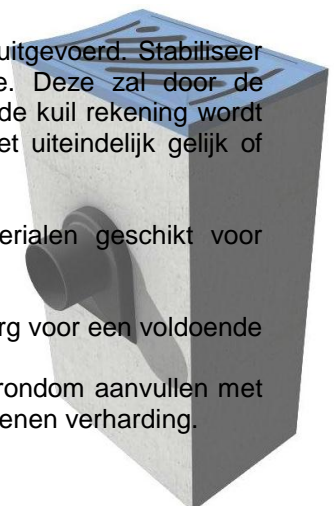 uitgevoerd. Stabiliseer
e. Deze zal door de
de kuil rekening wordt
et uiteindelijk gelijk of
erialen geschikt voor
rg voor een voldoende
rondom aanvullen met
enen verharding.